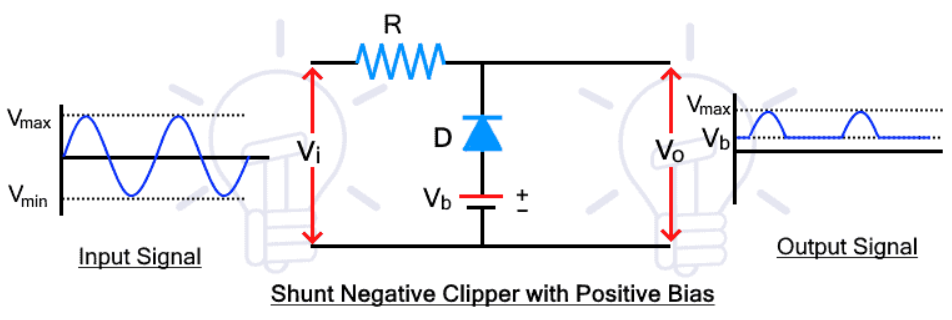 R
Vmax
Vmin
Input Signal
Vi
D
Vb
+
−
Vo
Vmax
Vb
Output Signal
Shunt Negative Clipper with Positive Bias